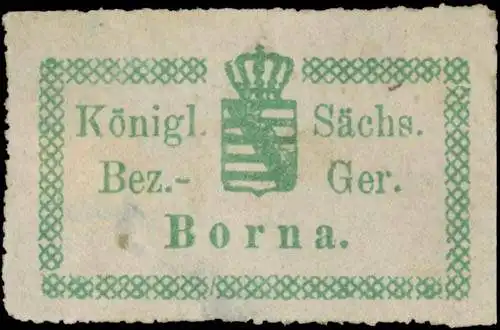 Königl. Sächs.
Bez.- Ger.
Borna.